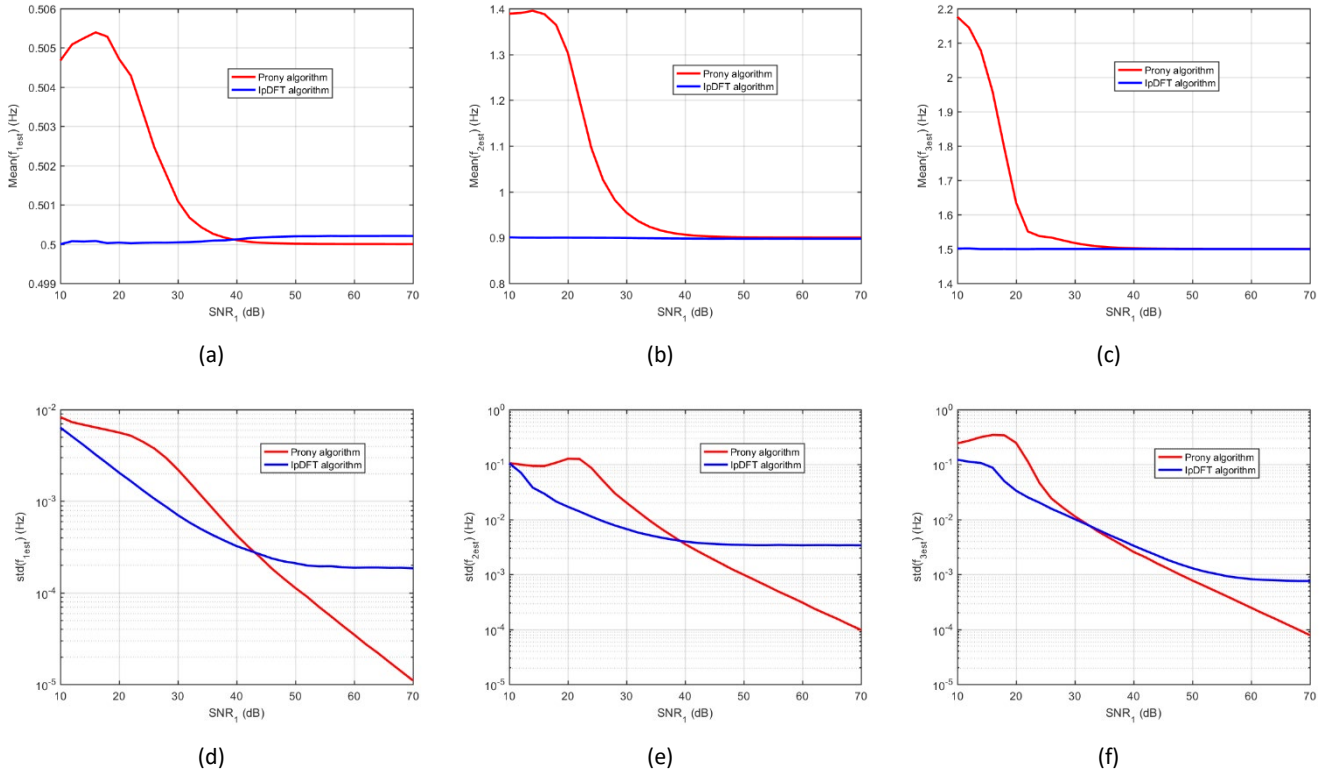 0.506
0.505
0.504
0.503
0.502
0.501
0.5
0.499
Mean(f1est) (Hz)
Prony algorithm
IpDFT algorithm
10 20 30 40 50 60 70
SNR1 (dB)
(a)
1.4
1.3
1.2
1.1
1
0.9
0.8
Mean(f2est) (Hz)
Prony algorithm
IpDFT algorithm
10 20 30 40 50 60 70
SNR1 (dB)
(b)
2.2
2.1
2
1.9
1.8
1.7
1.6
1.5
1.4
Mean(f3est) (Hz)
Prony algorithm
IpDFT algorithm
10 20 30 40 50 60 70
SNR1 (dB)
(c)
10-2
10-3
10-4
10-5
std(f1est) (Hz)
Prony algorithm
IpDFT algorithm
10 20 30 40 50 60 70
SNR1 (dB)
(d)
100
10-1
10-2
10-3
10-4
10-5
std(f2est) (Hz)
Prony algorithm
IpDFT algorithm
10 20 30 40 50 60 70
SNR1 (dB)
(e)
100
10-1
10-2
10-3
10-4
10-5
std(f3est) (Hz)
Prony algorithm
IpDFT algorithm
10 20 30 40 50 60 70
SNR1 (dB)
(f)